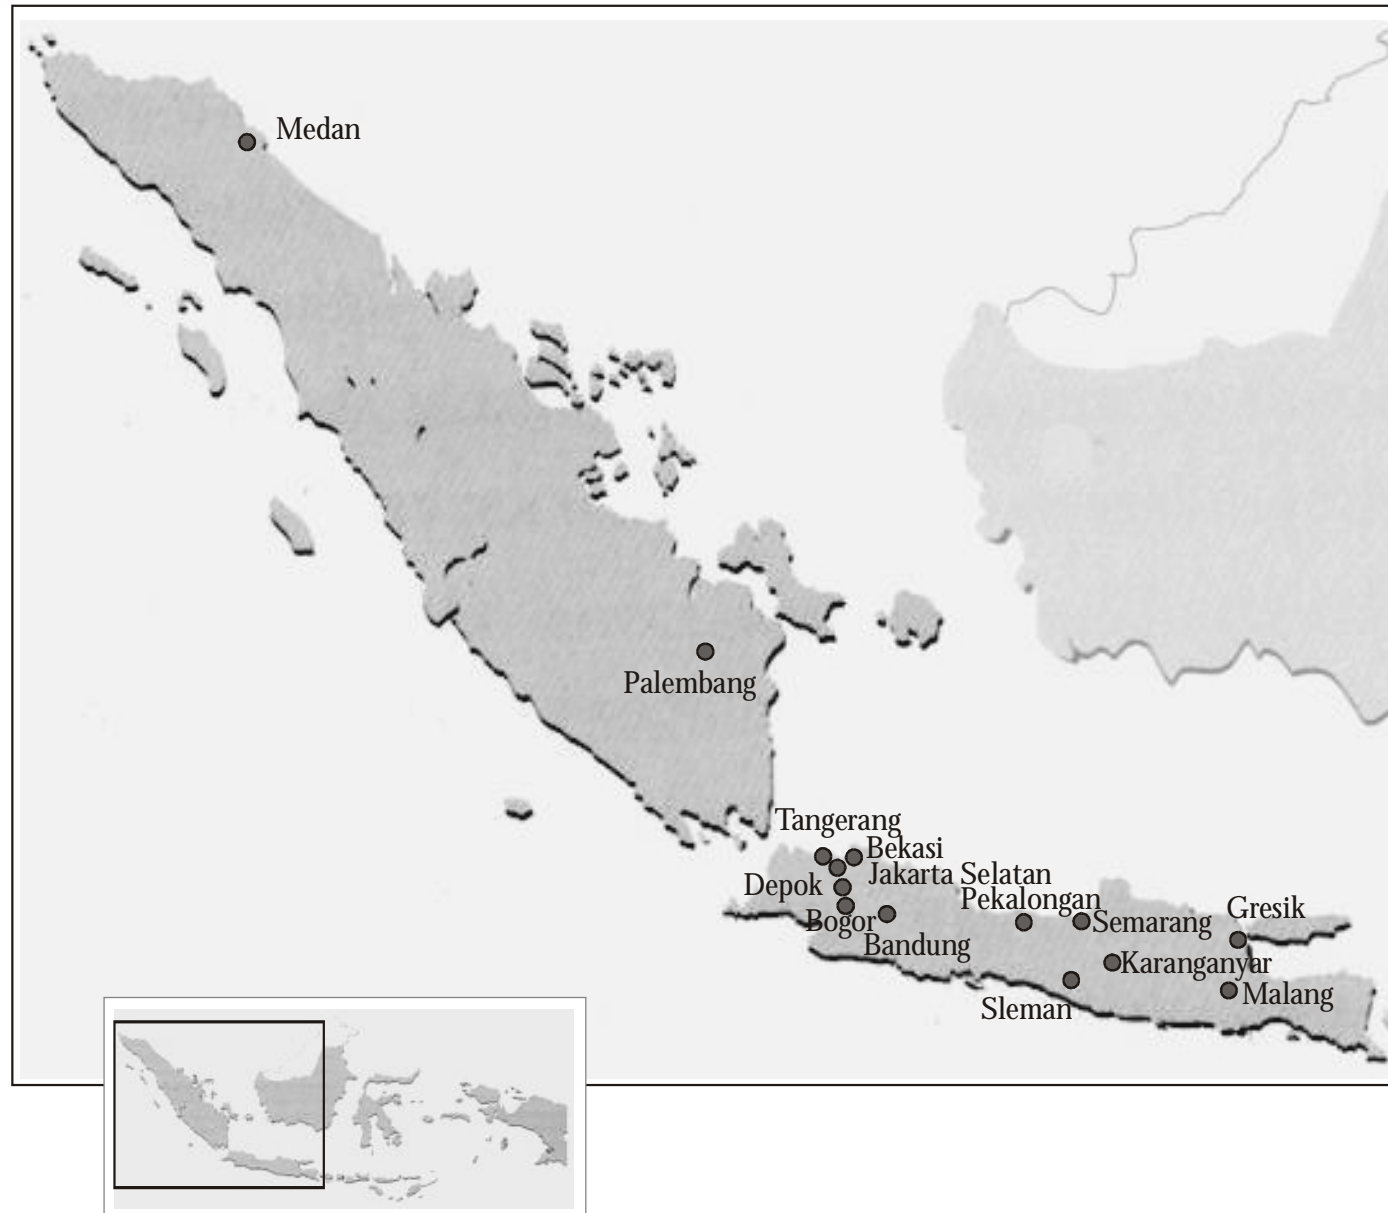 Medan
Palembang
Tangerang
Bekasi
Jakarta Selatan
Depok
Pekalongan
Bogor
Semarang
Gresik
Bandung
Karanganyar
Malang
Sleman